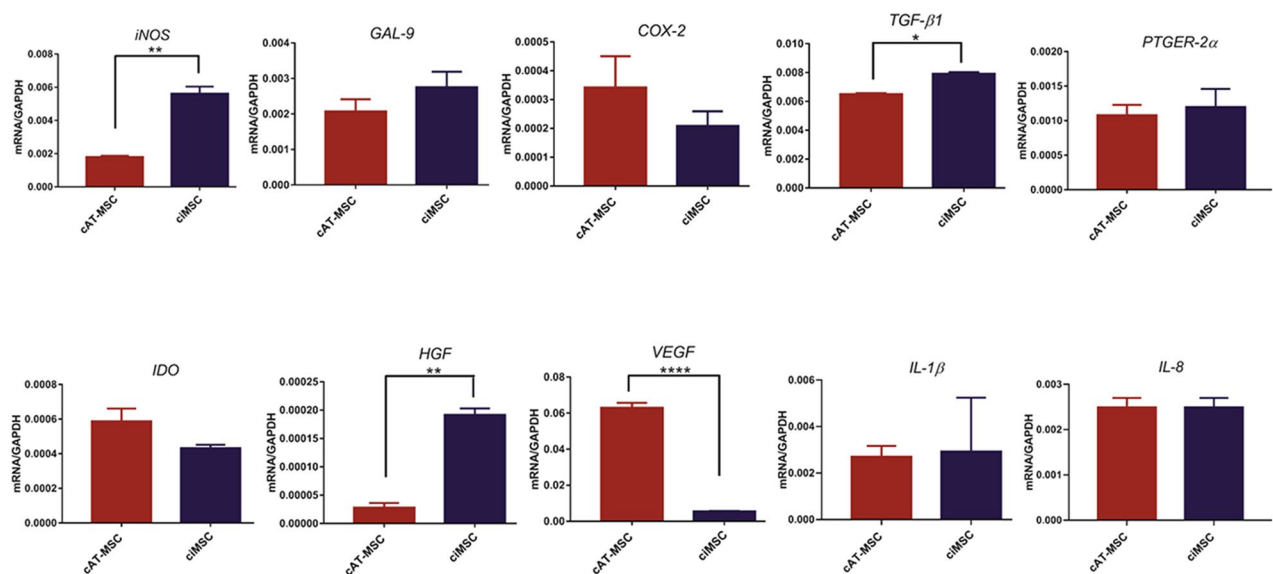 iNOS
**
mRNA/GAPDH
0.008
0.006
0.004
0.002
0.000
cAT-MSC
ciMSC
GAL-9
mRNA/GAPDH
0.004
0.003
0.002
0.001
0.000
cAT-MSC
ciMSC
COX-2
mRNA/GAPDH
0.0005
0.0004
0.0003
0.0002
0.0001
0.0000
cAT-MSC
ciMSC
TGF-β1
*
mRNA/GAPDH
0.010
0.008
0.006
0.004
0.002
0.000
cAT-MSC
ciMSC
PTGER-2α
mRNA/GAPDH
0.0020
0.0015
0.0010
0.0005
0.0000
cAT-MSC
ciMSC
IDO
mRNA/GAPDH
0.0008
0.0006
0.0004
0.0002
0.0000
cAT-MSC
ciMSC
HGF
**
mRNA/GAPDH
0.00025
0.00020
0.00015
0.00010
0.00005
0.00000
cAT-MSC
ciMSC
VEGF
****
mRNA/GAPDH
0.08
0.06
0.04
0.02
0.00
cAT-MSC
ciMSC
IL-1β
mRNA/GAPDH
0.006
0.004
0.002
0.000
cAT-MSC
ciMSC
IL-8
mRNA/GAPDH
0.003
0.002
0.001
0.000
cAT-MSC
ciMSC